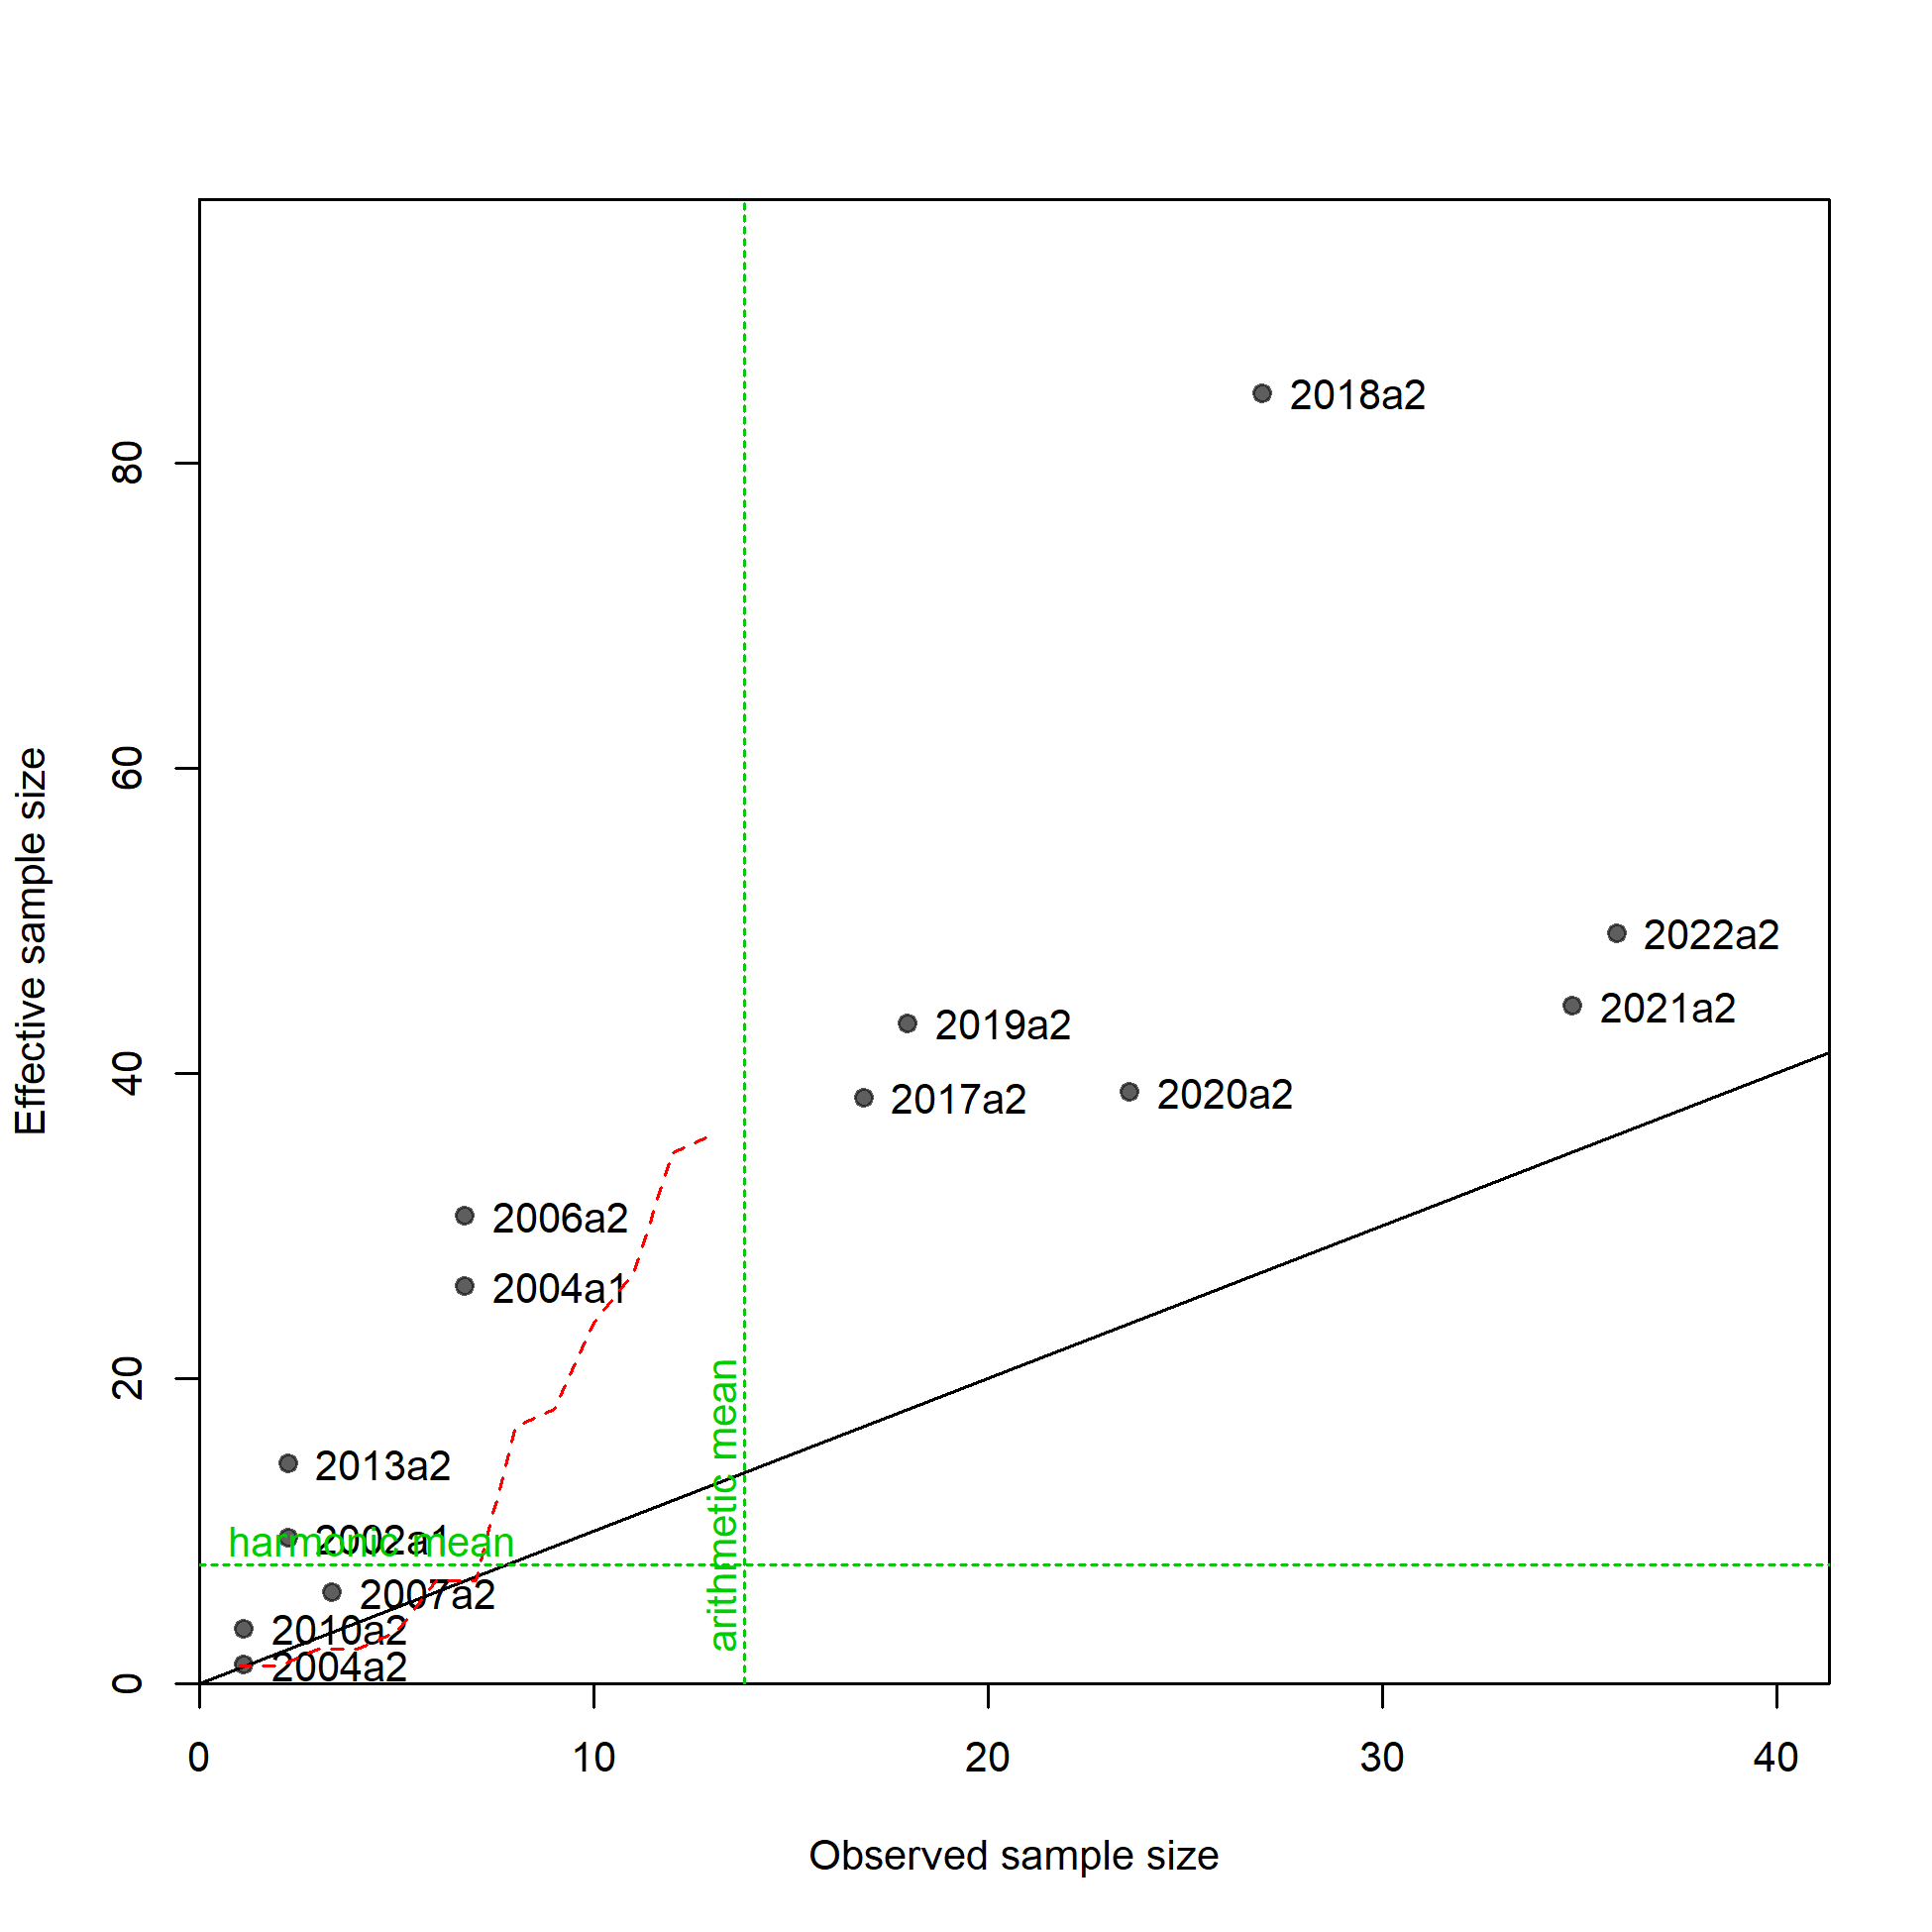 2018a2
80
60
2022a2
2021a2
2019a2
2020a2
2017a2
40
Effective sample size
2006a2
2004a1
20
arithmetic mean
2013a2
2002a1
harmonic mean
2007a2
2010a2
2004a2
0
0 10 20 30 40
Observed sample size